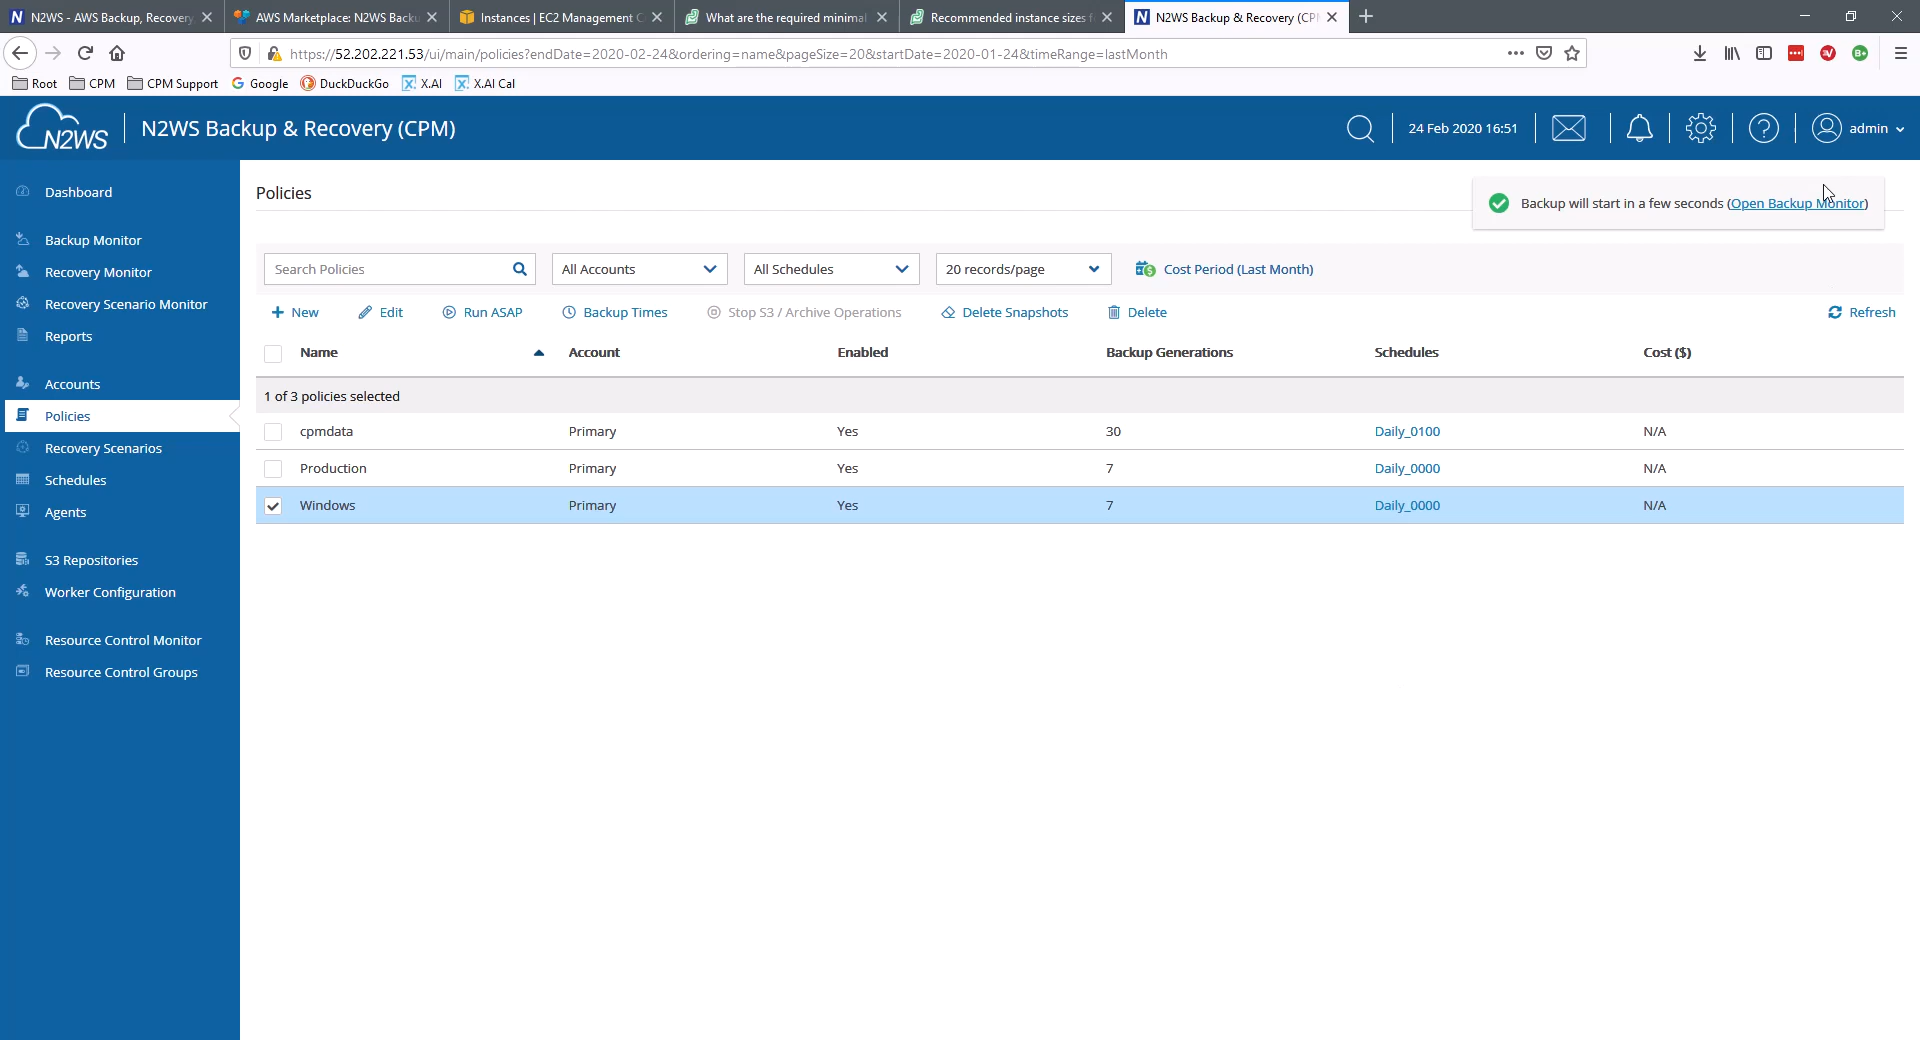 N2WS - AWS Backup, Recovery
AWS Marketplace: N2WS Backu
Instances | EC2 Management C
What are the required minimal
Recommended instance sizes f
N2WS Backup & Recovery (CPM
https://52.202.221.53/ui/main/policies?endDate=2020-02-24&ordering=name&pageSize=20&startDate=2020-01-24&timeRange=lastMonth
Root CPM CPM Support Google DuckDuckGo X.AI X.AI Cal
N2WS N2WS Backup & Recovery (CPM) 24 Feb 2020 16:51 admin
Dashboard
Backup Monitor
Recovery Monitor
Recovery Scenario Monitor
Reports
Accounts
Policies
Recovery Scenarios
Schedules
Agents
S3 Repositories
Worker Configuration
Resource Control Monitor
Resource Control Groups
Policies
Backup will start in a few seconds (Open Backup Monitor)
Search Policies All Accounts All Schedules 20 records/page Cost Period (Last Month)
New Edit Run ASAP Backup Times Stop S3 / Archive Operations Delete Snapshots Delete Refresh
Name Account Enabled Backup Generations Schedules Cost ($)
1 of 3 policies selected
cpmdata Primary Yes 30 Daily_0100 N/A
Production Primary Yes 7 Daily_0000 N/A
Windows Primary Yes 7 Daily_0000 N/A